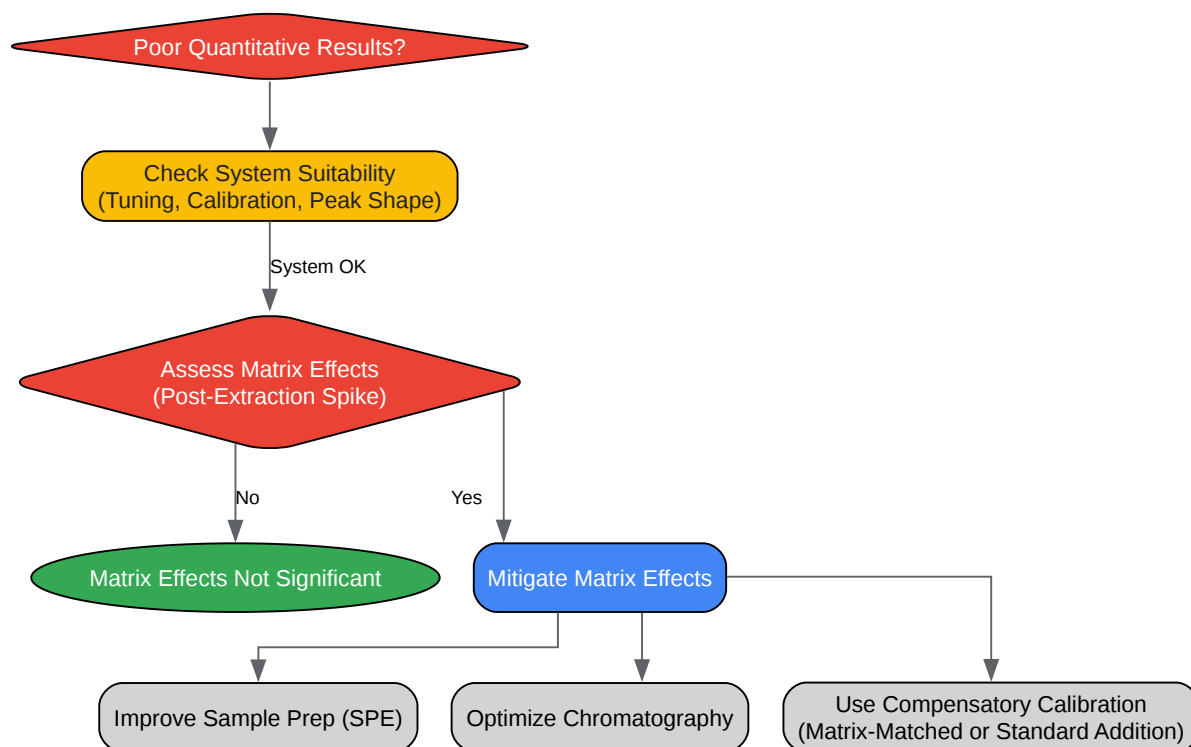 Poor Quantitative Results?
Check System Suitability
(Tuning, Calibration, Peak Shape)
System OK
Assess Matrix Effects
(Post-Extraction Spike)
No
Yes
Matrix Effects Not Significant
Mitigate Matrix Effects
Improve Sample Prep (SPE)
Optimize Chromatography
Use Compensatory Calibration
(Matrix-Matched or Standard Addition)